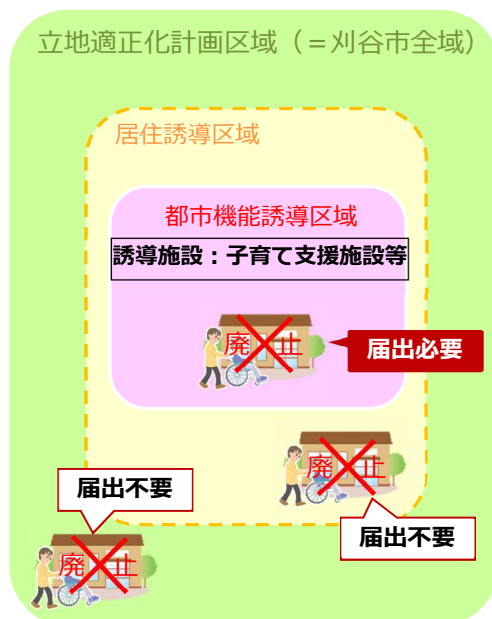 立地適正化計画区域（＝刈谷市全域）
居住誘導区域
都市機能誘導区域
誘導施設：子育て支援施設等
廃止
届出必要
廃止
届出不要
届出不要
廃止